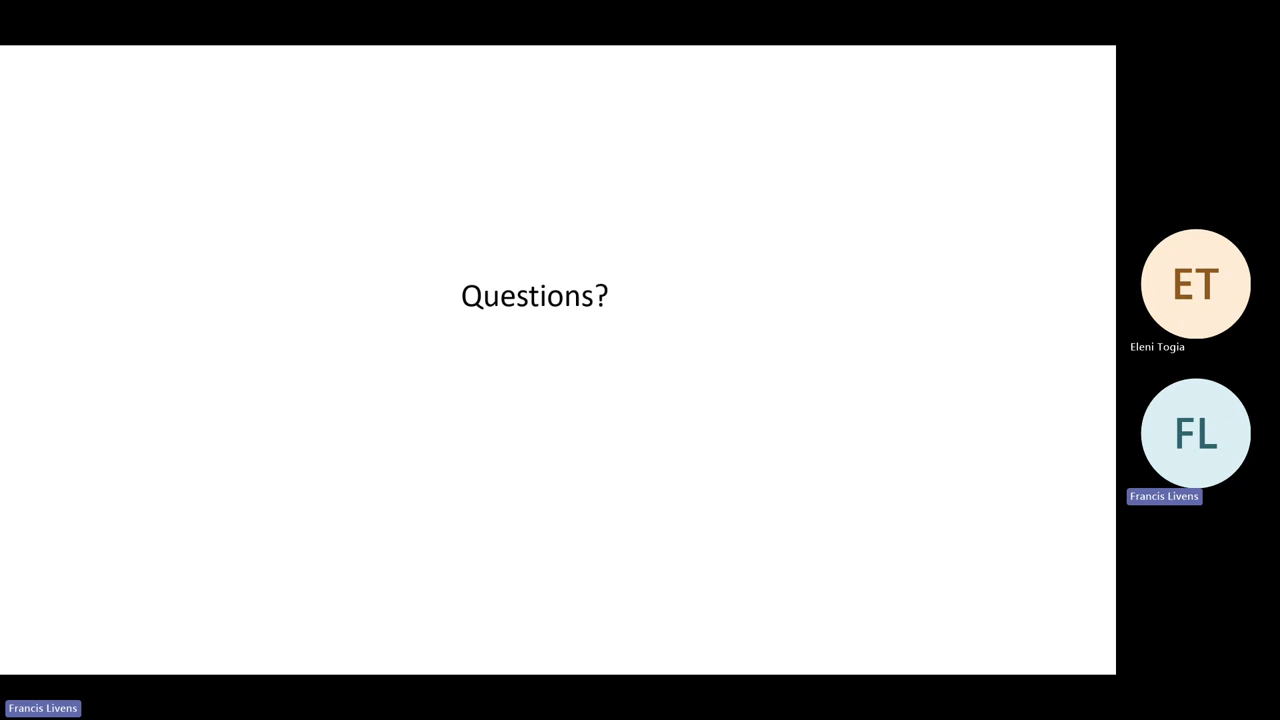 Questions?
ET
Eleni Togia
FL
Francis Livens
Francis Livens